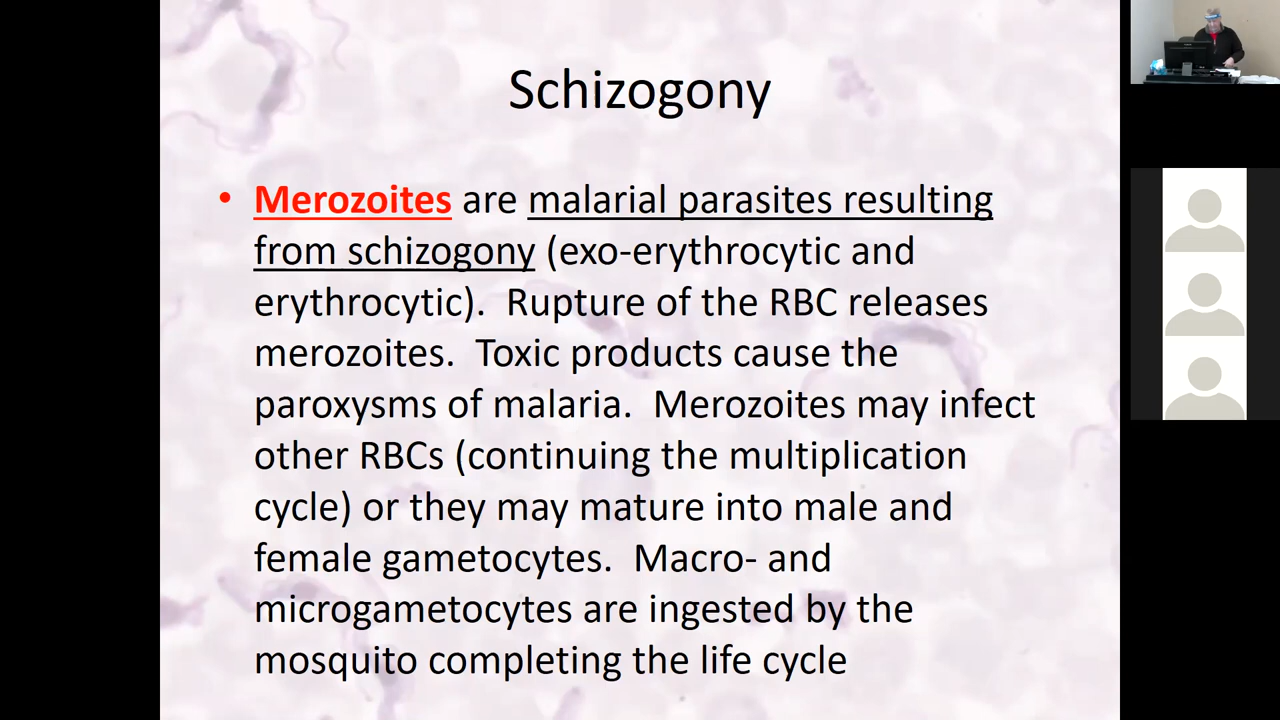 Schizogony
• Merozoites are malarial parasites resulting
from schizogony (exo-erythrocytic and
erythrocytic). Rupture of the RBC releases
merozoites. Toxic products cause the
paroxysms of malaria. Merozoites may infect
other RBCs (continuing the multiplication
cycle) or they may mature into male and
female gametocytes. Macro- and
microgametocytes are ingested by the
mosquito completing the life cycle